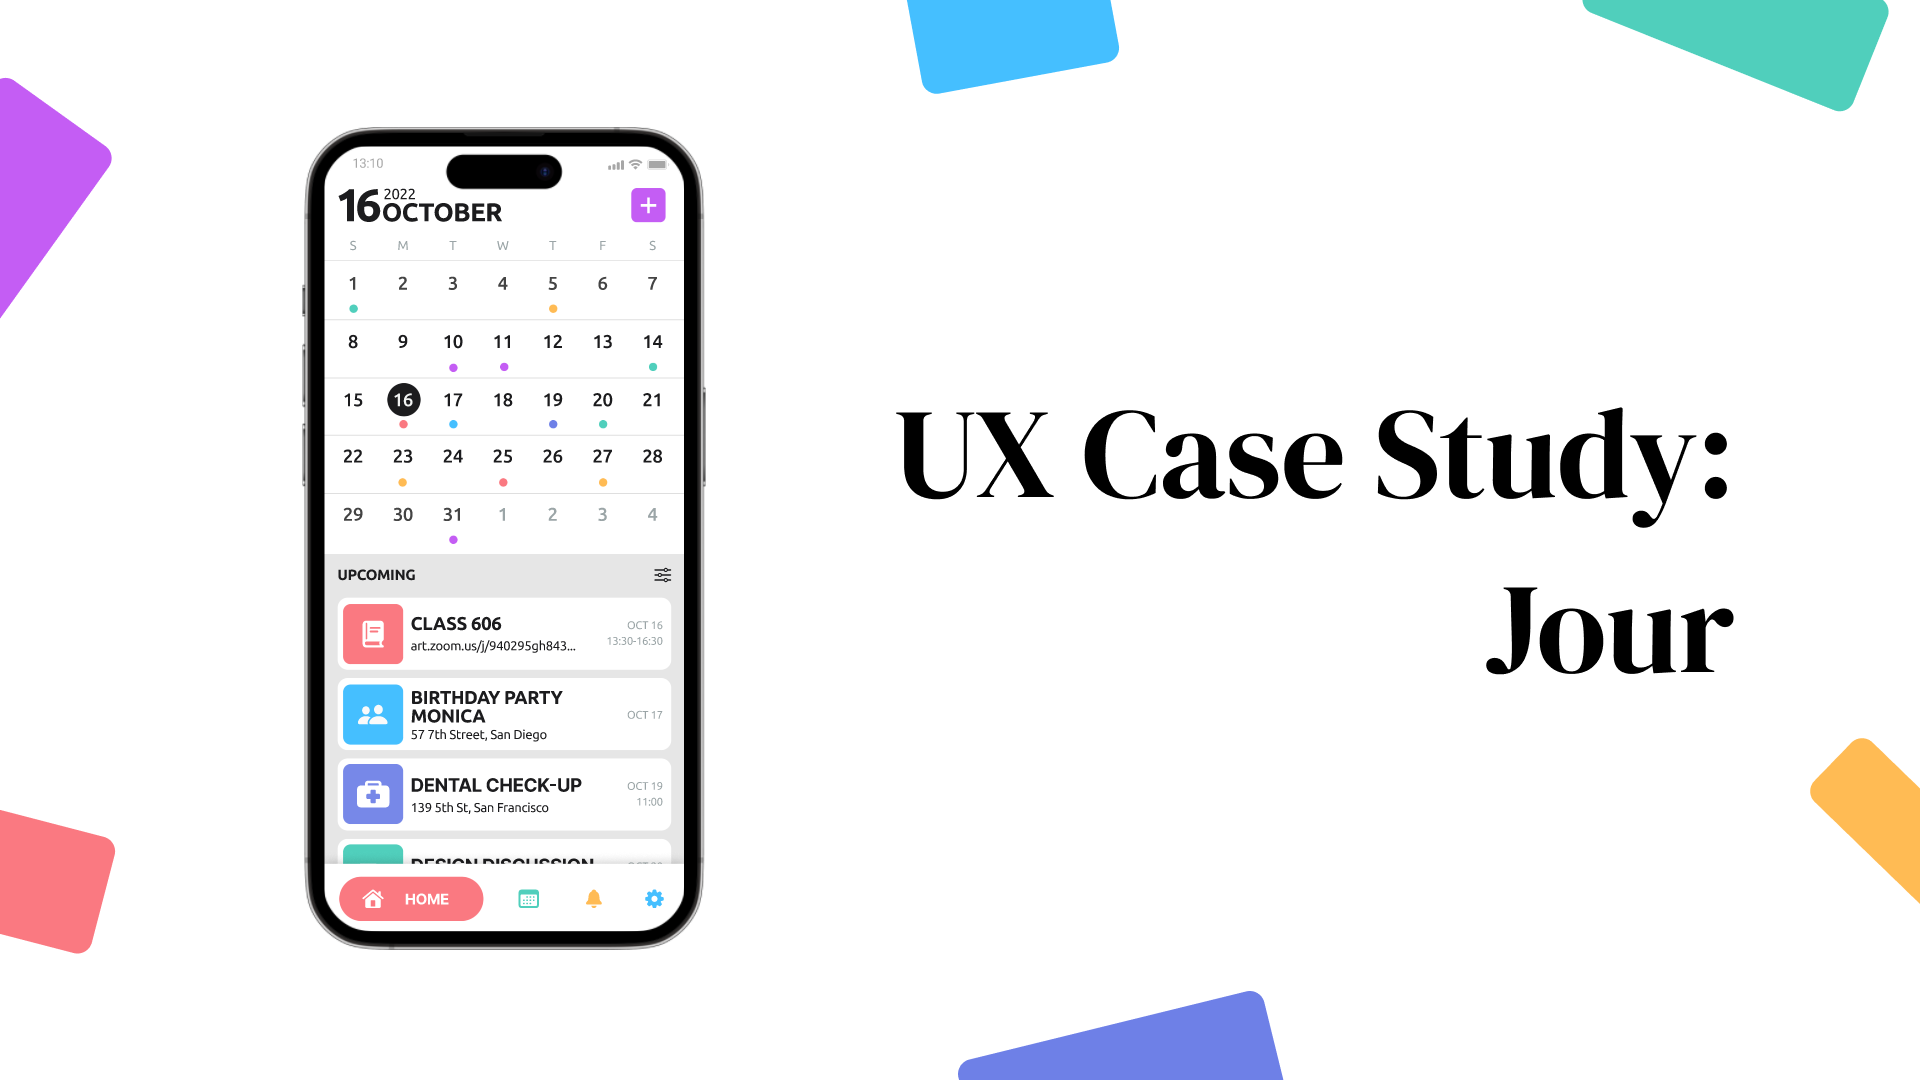 13:10
2022
16 OCTOBER
S M T W T F S
1 2 3 4 5 6 7
8 9 10 11 12 13 14
15 16 17 18 19 20 21
22 23 24 25 26 27 28
29 30 31 1 2 3 4
UPCOMING
CLASS 606
OCT 16
art.zoom.us/j/940295gh843...
13:30-16:30
BIRTHDAY PARTY
MONICA
OCT 17
57 7th Street, San Diego
DENTAL CHECK-UP
OCT 19
139 5th St, San Francisco
11:00
DESIGN DISCUSSION
HOME
UX Case Study:
Jour